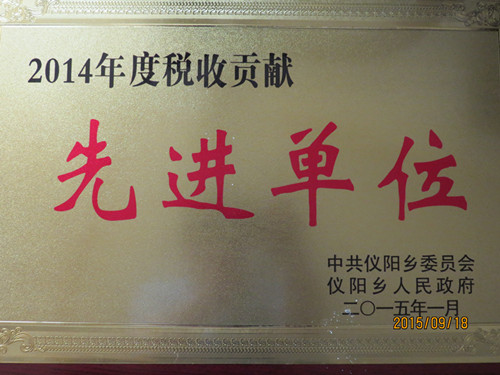 2014年度税收贡献
先进单位
中共仪阳乡委员会
仪阳乡人民政府
二〇一五年一月
2015/09/18